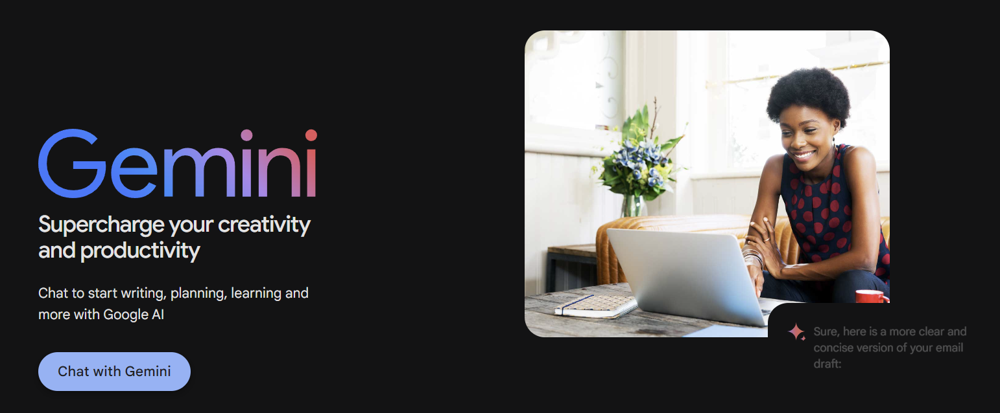 Gemini
Supercharge your creativity
and productivity
Chat to start writing, planning, learning and
more with Google AI
Chat with Gemini
Sure, here is a more clear and
concise version of your email
draft: